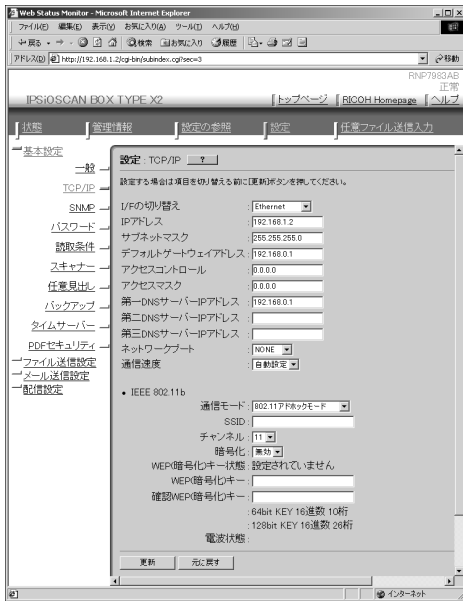 Web Status Monitor - Microsoft Internet Explorer
ファイル(F) 編集(E) 表示(V) お気に入り(A) ツール(T) ヘルプ(H)
戻る 検索 お気に入り 履歴
アドレス(D) http://192.168.1.2/cgi-bin/subindex.cgi?sec=3 移動
RNP7983AB
正常
IPSiOSCAN BOX TYPE X2 トップページ RICOH Homepage ヘルプ
状態 管理情報 設定の参照 設定 任意ファイル送信入力
基本設定
一般
TCP/IP
SNMP
パスワード
読取条件
スキャナー
任意見出し
バックアップ
タイムサーバー
PDFセキュリティ
ファイル送信設定
メール送信設定
配信設定
設定 : TCP/IP ?
設定する場合は項目を切り替える前に[更新]ボタンを押してください。
I/Fの切り替え : Ethernet
IPアドレス : 192.168.1.2
サブネットマスク : 255.255.255.0
デフォルトゲートウェイアドレス : 192.168.0.1
アクセスコントロール : 0.0.0.0
アクセスマスク : 0.0.0.0
第一DNSサーバーIPアドレス : 192.168.0.1
第二DNSサーバーIPアドレス :
第三DNSサーバーIPアドレス :
ネットワークブート : NONE
通信速度 : 自動設定
• IEEE 802.11b
通信モード : 802.11アドホックモード
SSID :
チャンネル : 11
暗号化 : 無効
WEP(暗号化)キー状態 : 設定されていません
WEP(暗号化)キー :
確認WEP(暗号化)キー :
: 64bit KEY 16進数 10桁
: 128bit KEY 16進数 26桁
電波状態 :
更新 元に戻す
インターネット